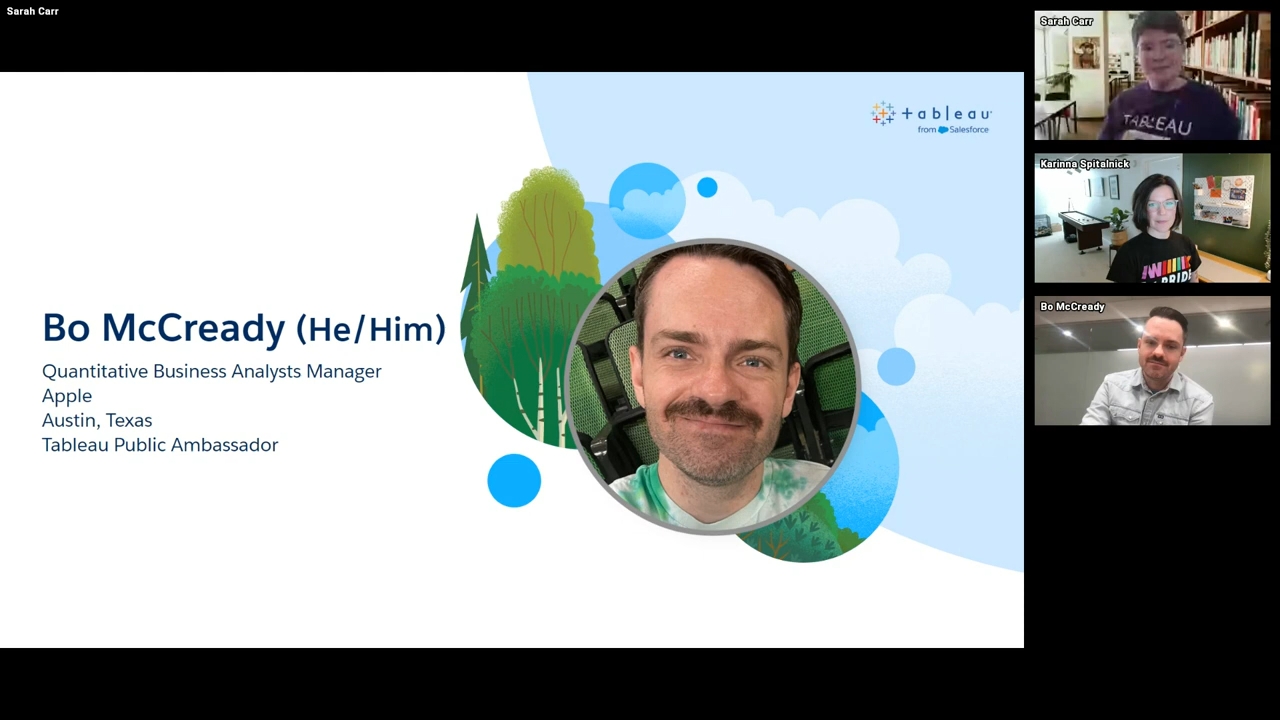 Sarah Carr
tableau
from Salesforce
Bo McCready (He/Him)
Quantitative Business Analysts Manager
Apple
Austin, Texas
Tableau Public Ambassador
Sarah Carr
TABLEAU
Karinna Spitalnick
PRIDE
Bo McCready